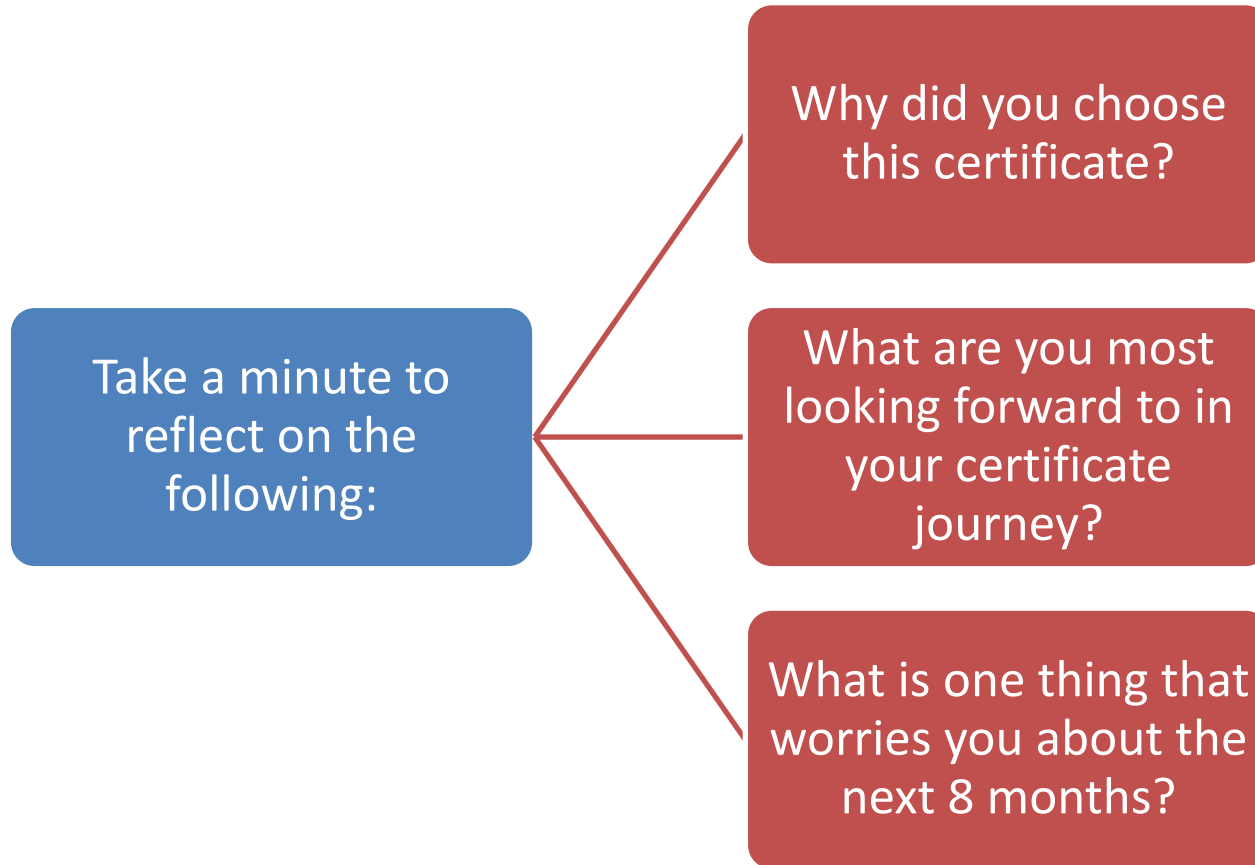 Take a minute to
reflect on the
following:
Why did you choose
this certificate?
What are you most
looking forward to in
your certificate
journey?
What is one thing that
worries you about the
next 8 months?